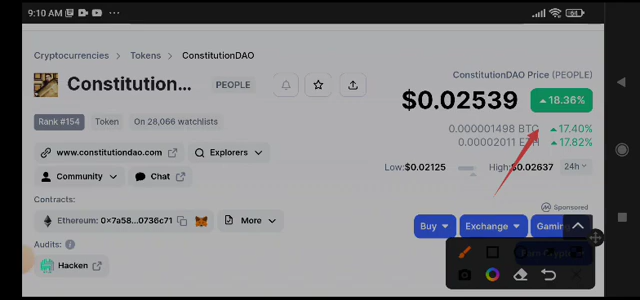 9:10 AM
Cryptocurrencies > Tokens > ConstitutionDAO
Constitution... PEOPLE
ConstitutionDAO Price (PEOPLE)
$0.02539 18.36%
0.000001498 BTC 17.40%
0.00002011 ETH 17.82%
Rank #154 Token On 28,066 watchlists
www.constitutiondao.com Explorers
Low:$0.02125 High:$0.02637 24h
Community Chat
Contracts:
Sponsored
Ethereum: 0x7a58...0736c71 More
Buy Exchange Gaming
Audits:
Hacken